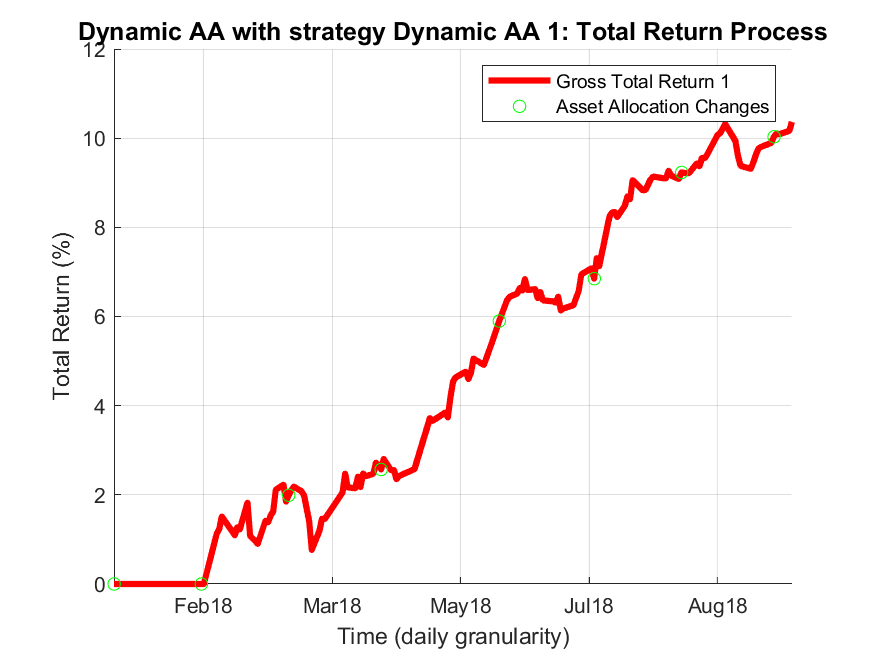 Dynamic AA with strategy Dynamic AA 1: Total Return Process
12
10
8
6
4
2
0
Total Return (%)
Gross Total Return 1
Asset Allocation Changes
Feb18 Mar18 May18 Jul18 Aug18
Time (daily granularity)